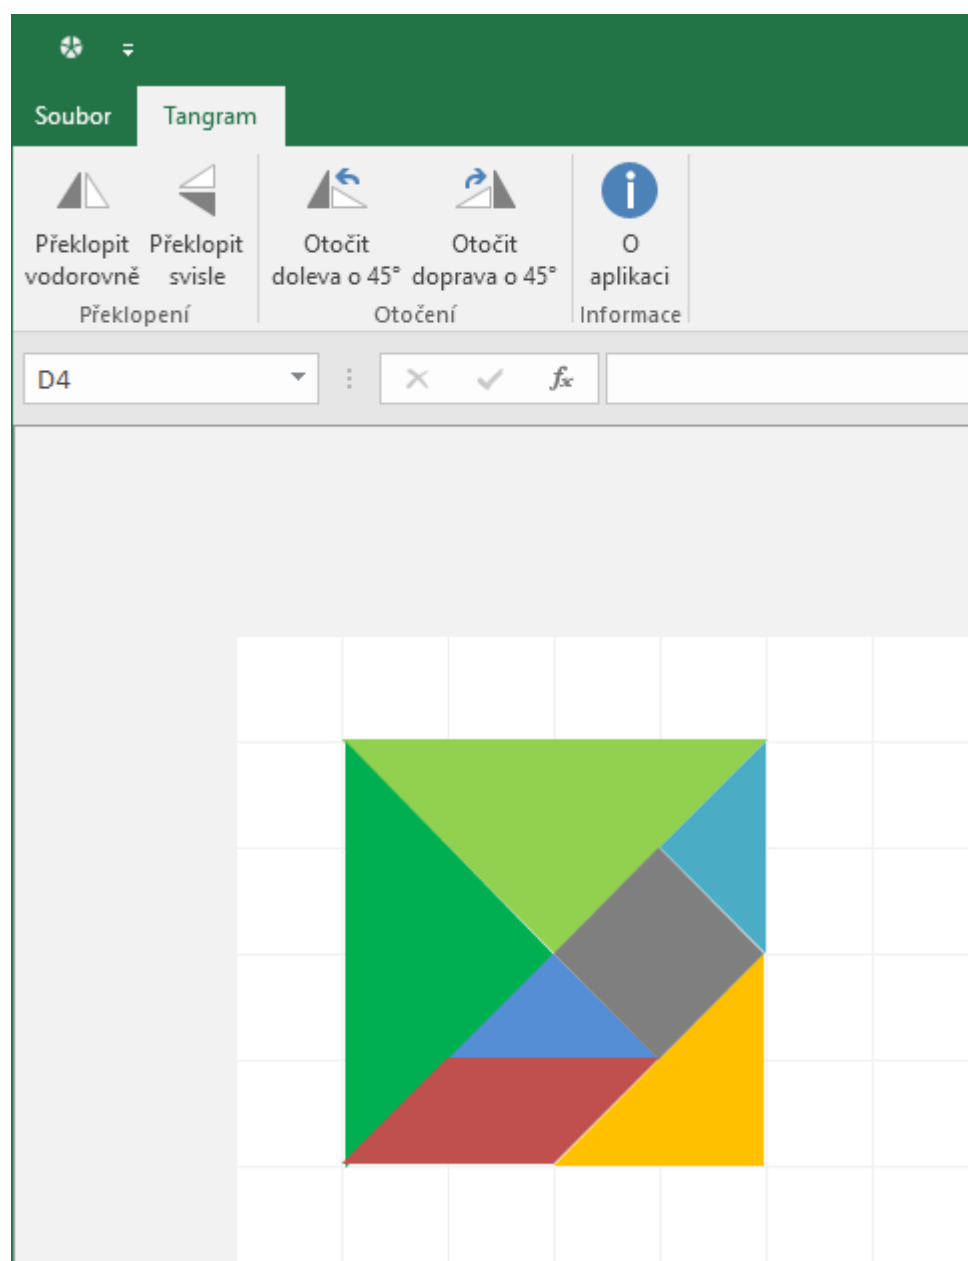 Soubor Tangram
Překlopit Překlopit Otočit Otočit O
vodorovně svisle doleva o 45° doprava o 45° aplikaci
Překlopení Otočení Informace
D4 fx